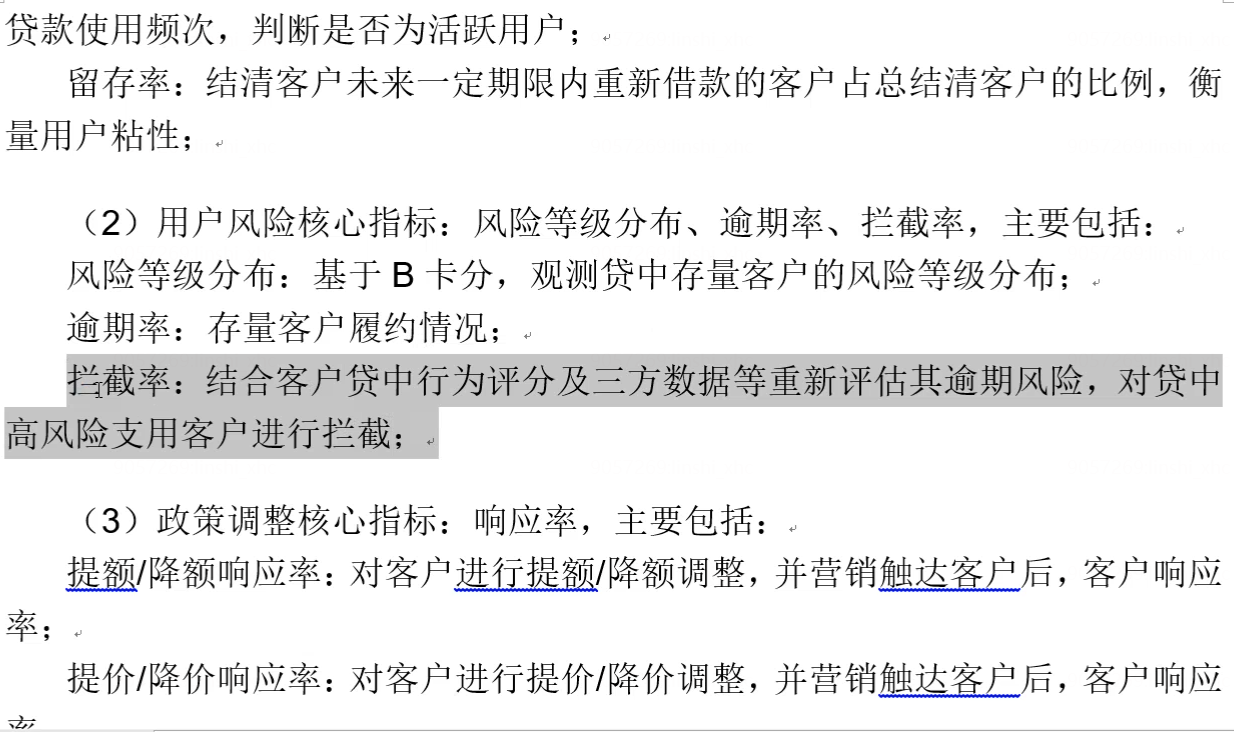 贷款使用频次，判断是否为活跃用户；
留存率：结清客户未来一定期限内重新借款的客户占总结清客户的比例，衡
量用户粘性；
（2）用户风险核心指标：风险等级分布、逾期率、拦截率，主要包括：
风险等级分布：基于 B 卡分，观测贷中存量客户的风险等级分布；
逾期率：存量客户履约情况；
拦截率：结合客户贷中行为评分及三方数据等重新评估其逾期风险，对贷中
高风险支用客户进行拦截；
（3）政策调整核心指标：响应率，主要包括：
提额/降额响应率：对客户进行提额/降额调整，并营销触达客户后，客户响应
率；
提价/降价响应率：对客户进行提价/降价调整，并营销触达客户后，客户响应